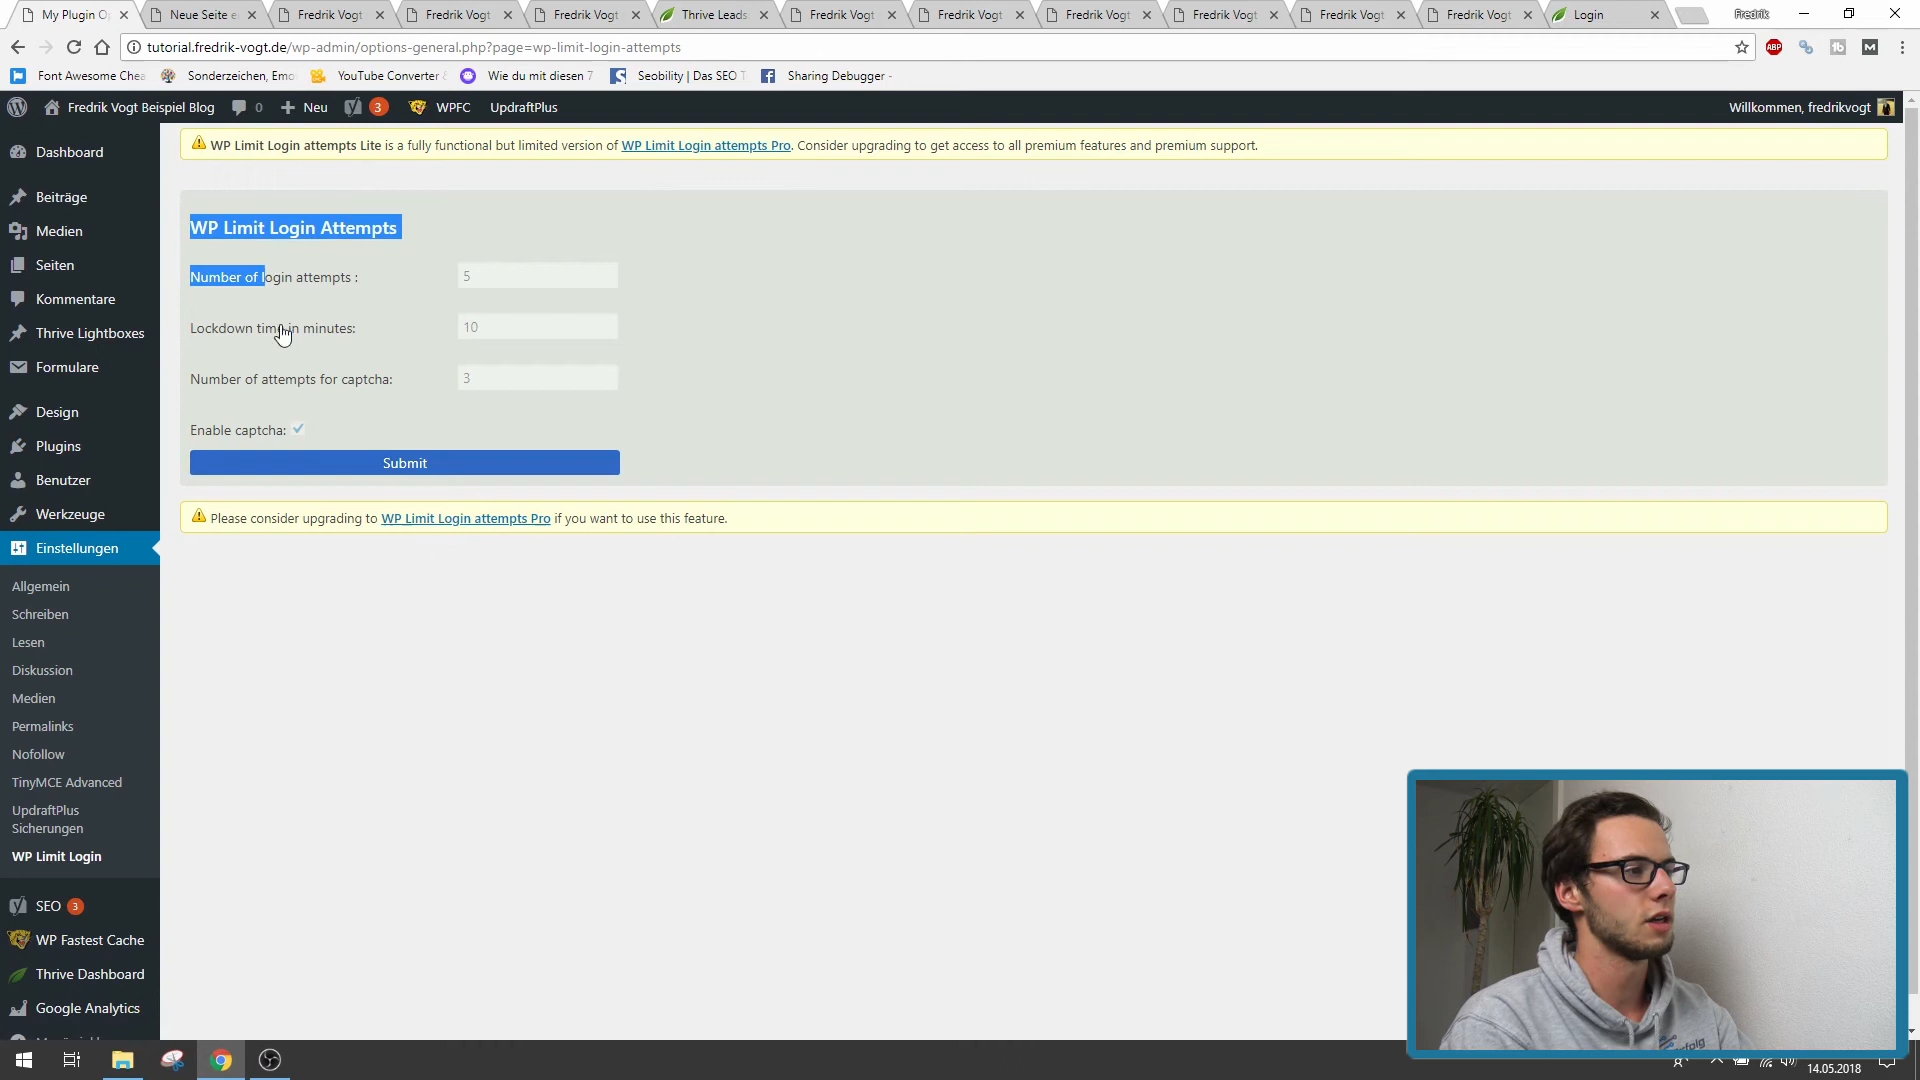 My Plugin Op
Neue Seite e
Fredrik Vogt
Fredrik Vogt
Fredrik Vogt
Thrive Leads
Fredrik Vogt
Fredrik Vogt
Fredrik Vogt
Fredrik Vogt
Fredrik Vogt
Fredrik Vogt
Login
Fredrik
tutorial.fredrik-vogt.de/wp-admin/options-general.php?page=wp-limit-login-attempts
ABP
Font Awesome Chea
Sonderzeichen, Emo
YouTube Converter
Wie du mit diesen 7
Seobility | Das SEO T
Sharing Debugger -
Fredrik Vogt Beispiel Blog
0
Neu
3
WPFC
UpdraftPlus
Willkommen, fredrikvogt
Dashboard
Beiträge
Medien
Seiten
Kommentare
Thrive Lightboxes
Formulare
Design
Plugins
Benutzer
Werkzeuge
Einstellungen
Allgemein
Schreiben
Lesen
Diskussion
Medien
Permalinks
Nofollow
TinyMCE Advanced
UpdraftPlus
Sicherungen
WP Limit Login
SEO 3
WP Fastest Cache
Thrive Dashboard
Google Analytics
WP Limit Login attempts Lite is a fully functional but limited version of WP Limit Login attempts Pro. Consider upgrading to get access to all premium features and premium support.
WP Limit Login Attempts
Number of login attempts : 5
Lockdown time in minutes: 10
Number of attempts for captcha: 3
Enable captcha:
Submit
Please consider upgrading to WP Limit Login attempts Pro if you want to use this feature.
14.05.2018